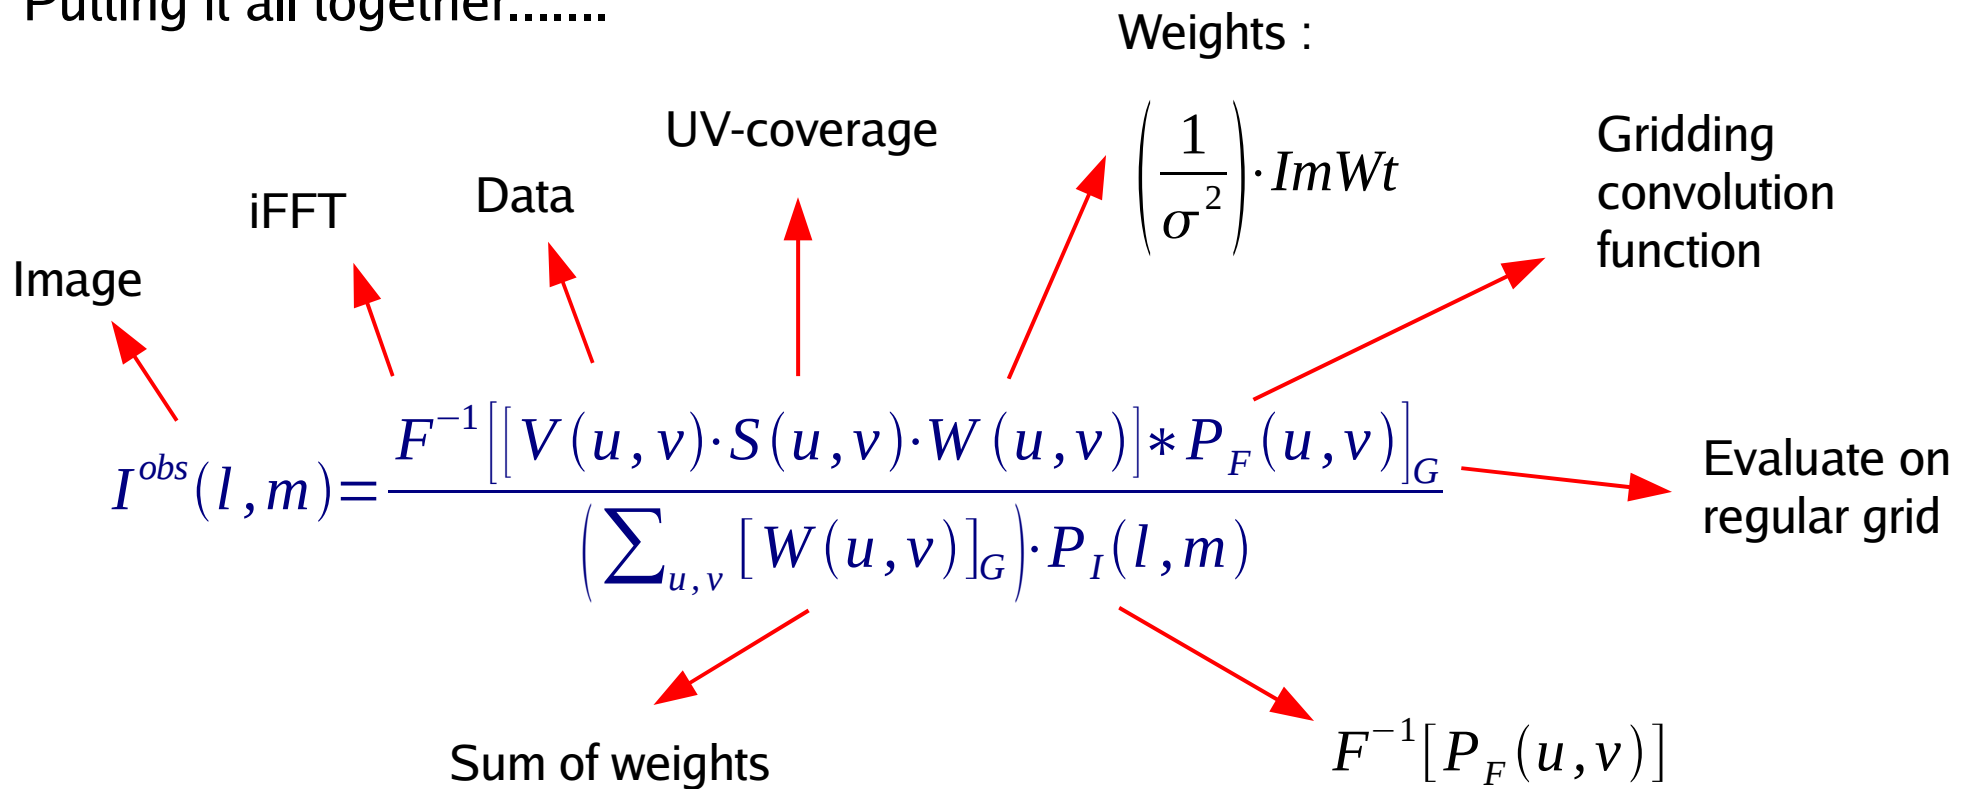 Putting it all together.......
Weights :
(1/σ^2)·ImWt
UV-coverage
Gridding
convolution
function
Data
iFFT
Image
I^obs(l,m)=F^−1[[V(u,v)·S(u,v)·W(u,v)]∗P_F(u,v)]_G / (∑_u,v [W(u,v)]_G)·P_I(l,m)
Evaluate on
regular grid
Sum of weights
F^−1[P_F(u,v)]